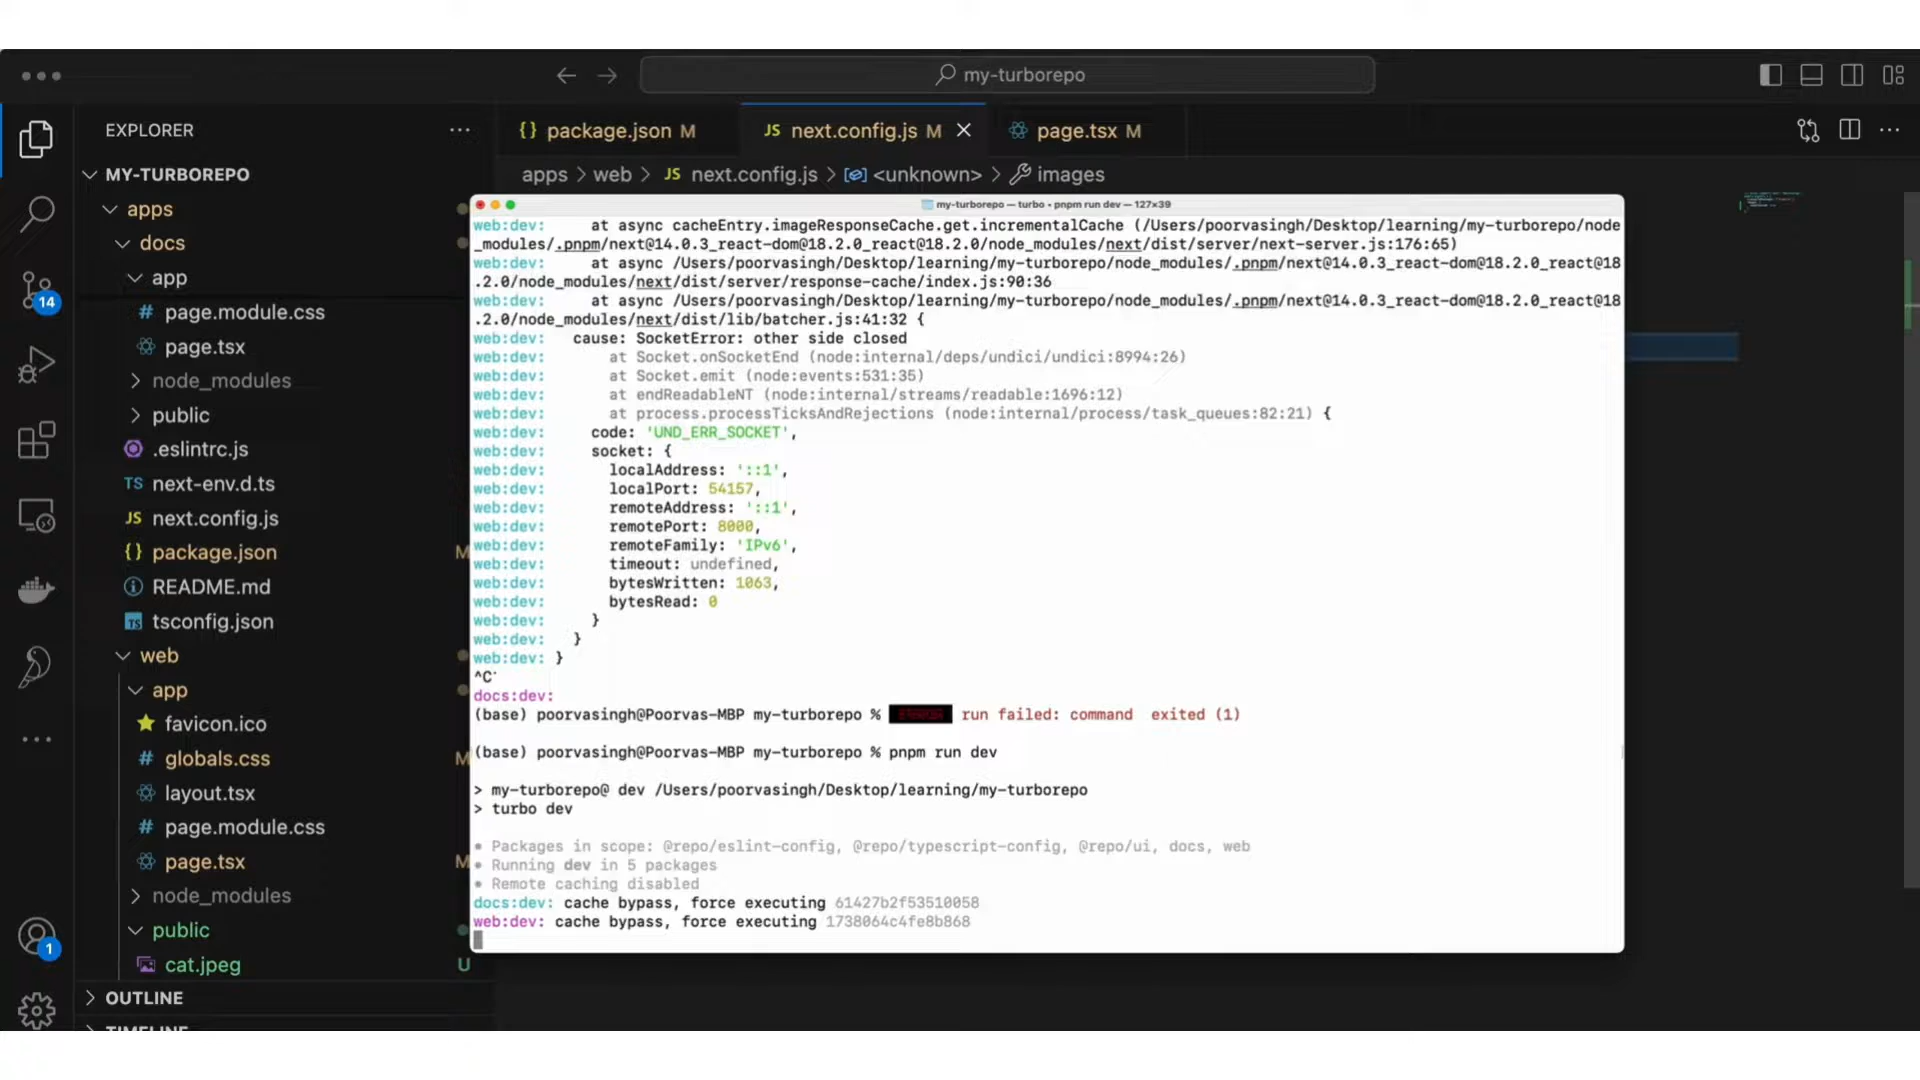 my-turborepo
EXPLORER
package.json M
JS next.config.js M
page.tsx M
apps > web > JS next.config.js > <unknown> > images
MY-TURBOREPO
apps
docs
app
# page.module.css
page.tsx
node_modules
public
.eslintrc.js
TS next-env.d.ts
JS next.config.js
{} package.json M
README.md
TS tsconfig.json
web
app
favicon.ico
# globals.css M
layout.tsx
# page.module.css
page.tsx M
node_modules
public
cat.jpeg U
OUTLINE
TIMELINE
14
1
my-turborepo — turbo • pnpm run dev — 127×39
web:dev:     at async cacheEntry.imageResponseCache.get.incrementalCache (/Users/poorvasingh/Desktop/learning/my-turborepo/node
_modules/.pnpm/next@14.0.3_react-dom@18.2.0_react@18.2.0/node_modules/next/dist/server/next-server.js:176:65)
web:dev:     at async /Users/poorvasingh/Desktop/learning/my-turborepo/node_modules/.pnpm/next@14.0.3_react-dom@18.2.0_react@18
.2.0/node_modules/next/dist/server/response-cache/index.js:90:36
web:dev:     at async /Users/poorvasingh/Desktop/learning/my-turborepo/node_modules/.pnpm/next@14.0.3_react-dom@18.2.0_react@18
.2.0/node_modules/next/dist/lib/batcher.js:41:32 {
web:dev:   cause: SocketError: other side closed
web:dev:       at Socket.onSocketEnd (node:internal/deps/undici/undici:8994:26)
web:dev:       at Socket.emit (node:events:531:35)
web:dev:       at endReadableNT (node:internal/streams/readable:1696:12)
web:dev:       at process.processTicksAndRejections (node:internal/process/task_queues:82:21) {
web:dev:     code: 'UND_ERR_SOCKET',
web:dev:     socket: {
web:dev:       localAddress: '::1',
web:dev:       localPort: 54157,
web:dev:       remoteAddress: '::1',
web:dev:       remotePort: 8000,
web:dev:       remoteFamily: 'IPv6',
web:dev:       timeout: undefined,
web:dev:       bytesWritten: 1063,
web:dev:       bytesRead: 0
web:dev:     }
web:dev:   }
web:dev: }
^C
docs:dev:
(base) poorvasingh@Poorvas-MBP my-turborepo % run failed: command  exited (1)
(base) poorvasingh@Poorvas-MBP my-turborepo % pnpm run dev
> my-turborepo@ dev /Users/poorvasingh/Desktop/learning/my-turborepo
> turbo dev
• Packages in scope: @repo/eslint-config, @repo/typescript-config, @repo/ui, docs, web
• Running dev in 5 packages
• Remote caching disabled
docs:dev: cache bypass, force executing 61427b2f53510058
web:dev: cache bypass, force executing 1738064c4fe8b868